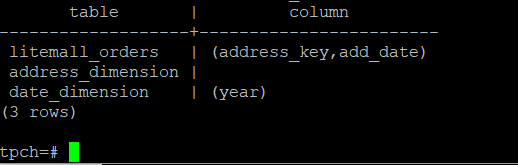 table | column
-------------------+------------------------
litemall_orders | (address_key,add_date)
address_dimension |
date_dimension | (year)
(3 rows)
tpch=#